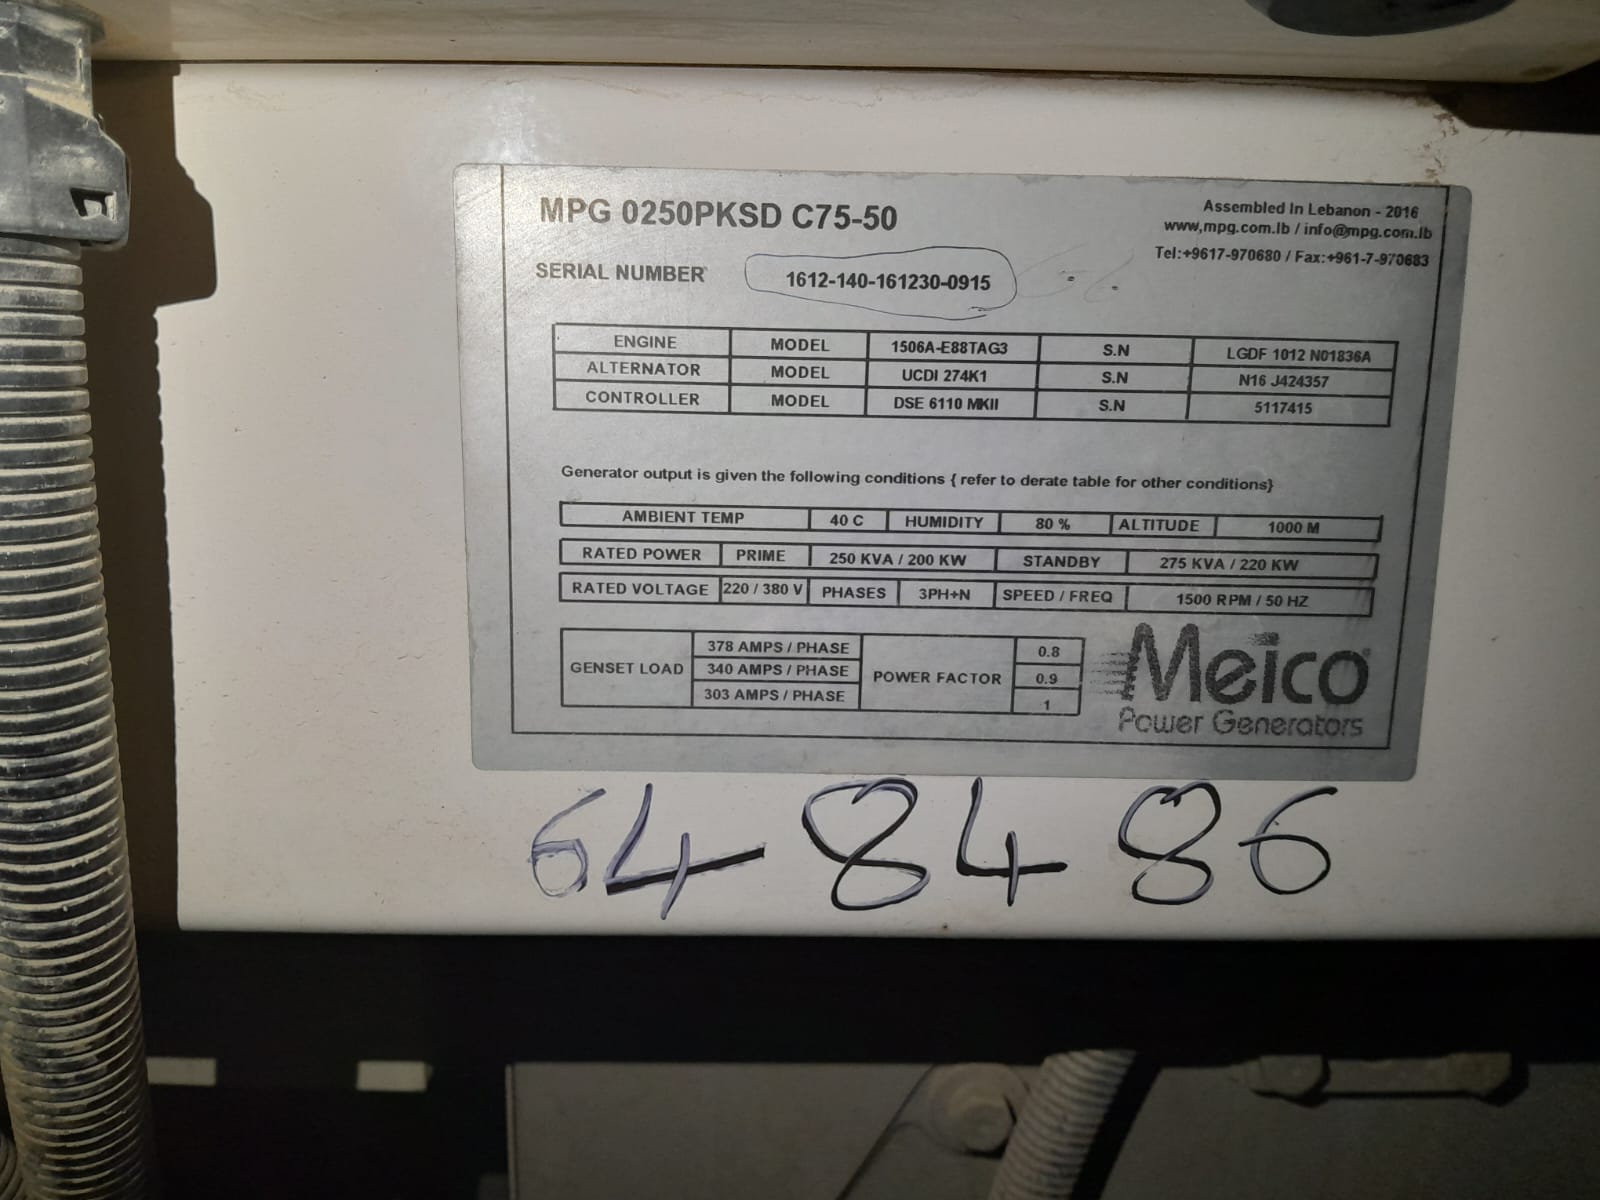 MPG 0250PKSD C75-50
Assembled In Lebanon - 2016
www,mpg.com.lb / info@mpg.com.lb
Tel:+9617-970680 / Fax:+961-7-970683
SERIAL NUMBER 1612-140-161230-0915
ENGINE MODEL 1506A-E88TAG3 S.N LGDF 1012 N01836A
ALTERNATOR MODEL UCDI 274K1 S.N N16 J424357
CONTROLLER MODEL DSE 6110 MKII S.N 5117415
Generator output is given the following conditions { refer to derate table for other conditions}
AMBIENT TEMP 40 C HUMIDITY 80 % ALTITUDE 1000 M
RATED POWER PRIME 250 KVA / 200 KW STANDBY 275 KVA / 220 KW
RATED VOLTAGE 220 / 380 V PHASES 3PH+N SPEED / FREQ 1500 RPM / 50 HZ
GENSET LOAD
378 AMPS / PHASE
340 AMPS / PHASE
303 AMPS / PHASE
POWER FACTOR
0.8
0.9
1
Meico
Power Generators
64 84 86